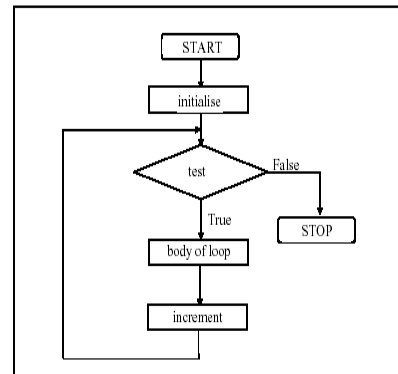 START
initialise
test
False
True
STOP
body of loop
increment